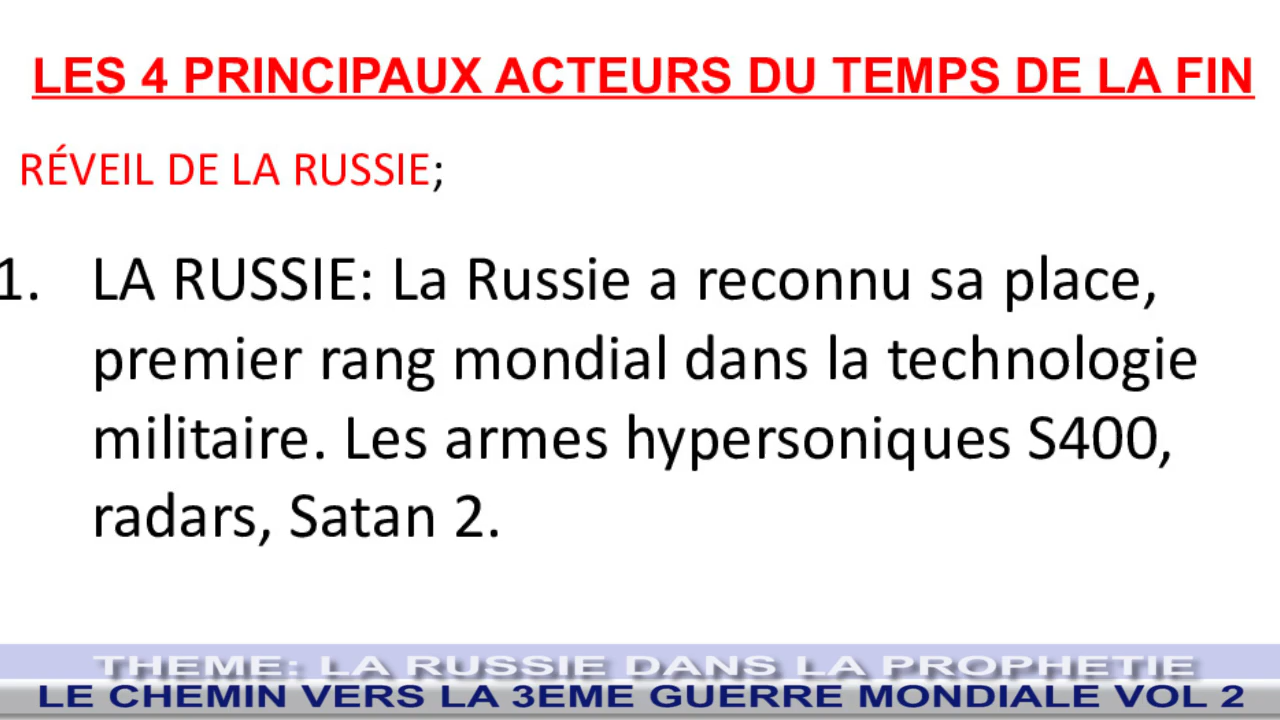 LES 4 PRINCIPAUX ACTEURS DU TEMPS DE LA FIN
RÉVEIL DE LA RUSSIE;
1. LA RUSSIE: La Russie a reconnu sa place,
premier rang mondial dans la technologie
militaire. Les armes hypersoniques S400,
radars, Satan 2.
THEME: LA RUSSIE DANS LA PROPHETIE
LE CHEMIN VERS LA 3EME GUERRE MONDIALE VOL 2